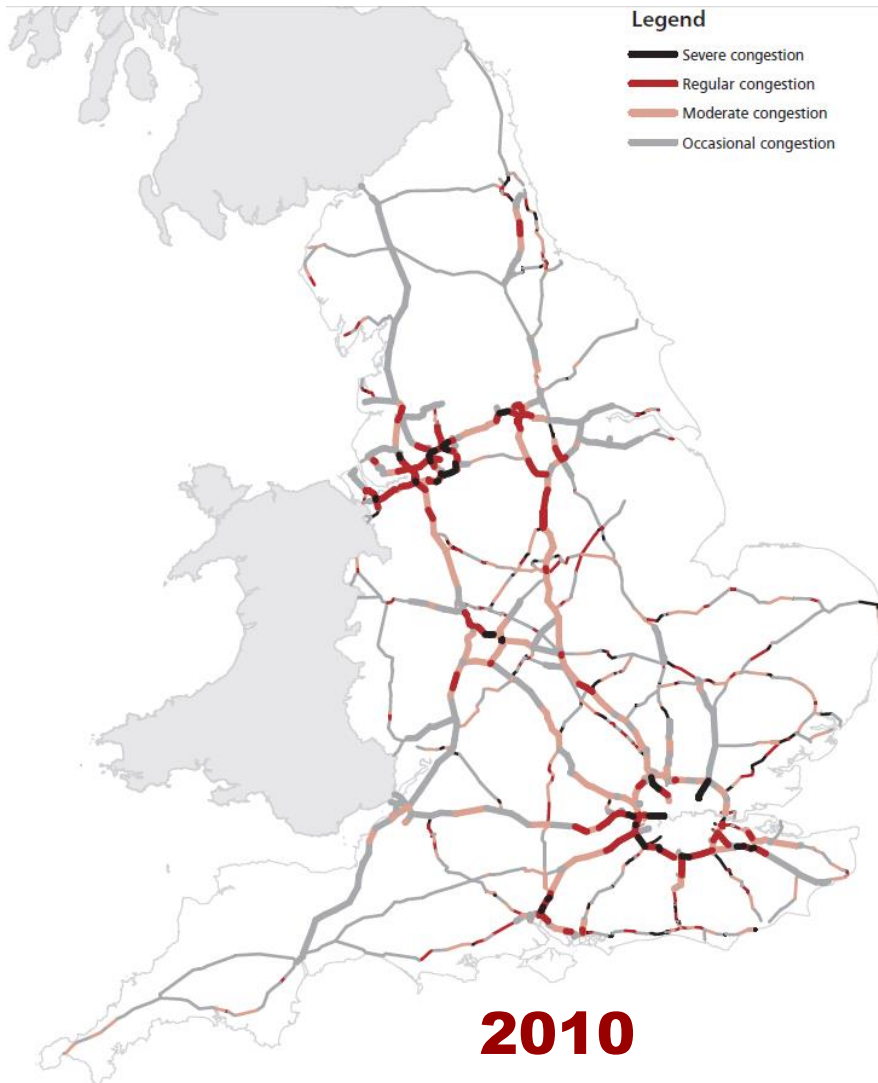 Legend
Severe congestion
Regular congestion
Moderate congestion
Occasional congestion
2010